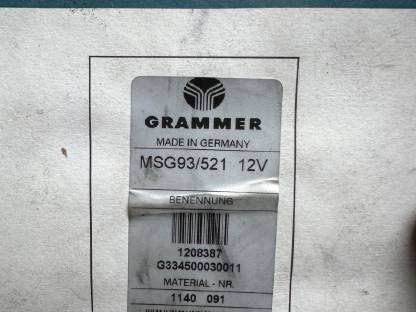 GRAMMER
MADE IN GERMANY
MSG93/521 12V
BENENNUNG
1208387
G334500030011
MATERIAL - NR.
1140 091